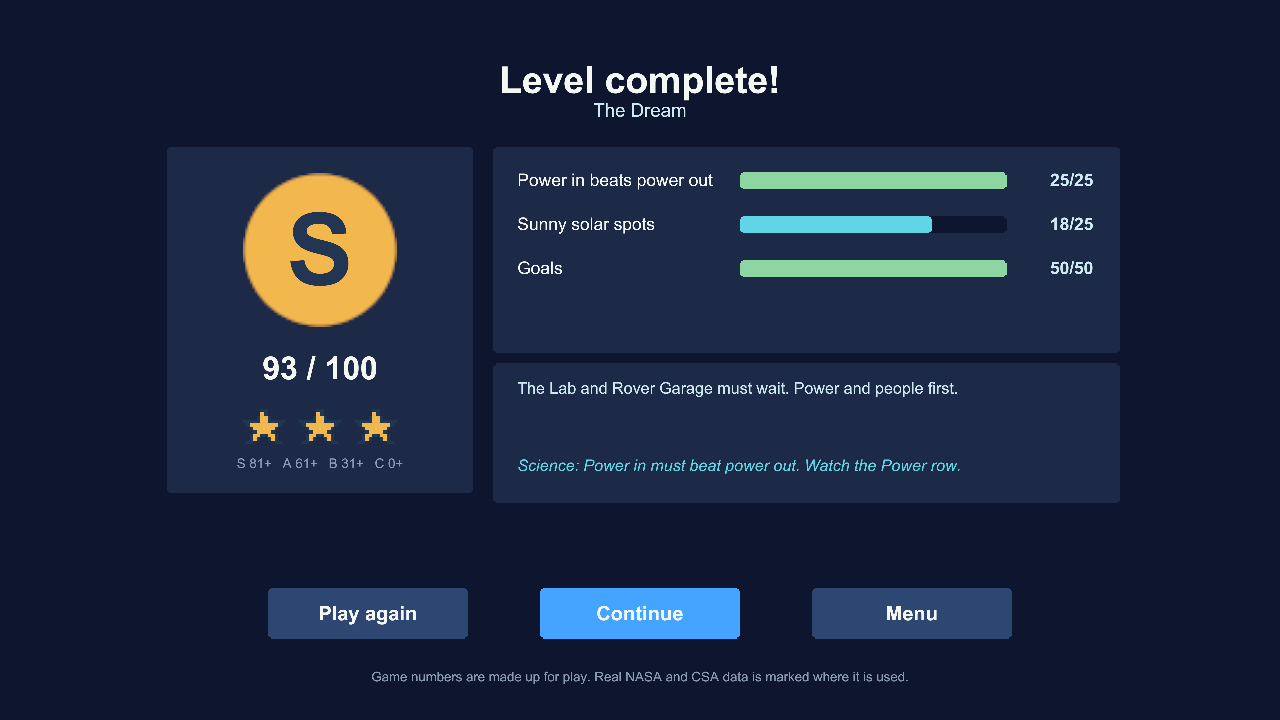 Level complete!
The Dream
S
93 / 100
S 81+ A 61+ B 31+ C 0+
Power in beats power out 25/25
Sunny solar spots 18/25
Goals 50/50
The Lab and Rover Garage must wait. Power and people first.
Science: Power in must beat power out. Watch the Power row.
Play again
Continue
Menu
Game numbers are made up for play. Real NASA and CSA data is marked where it is used.